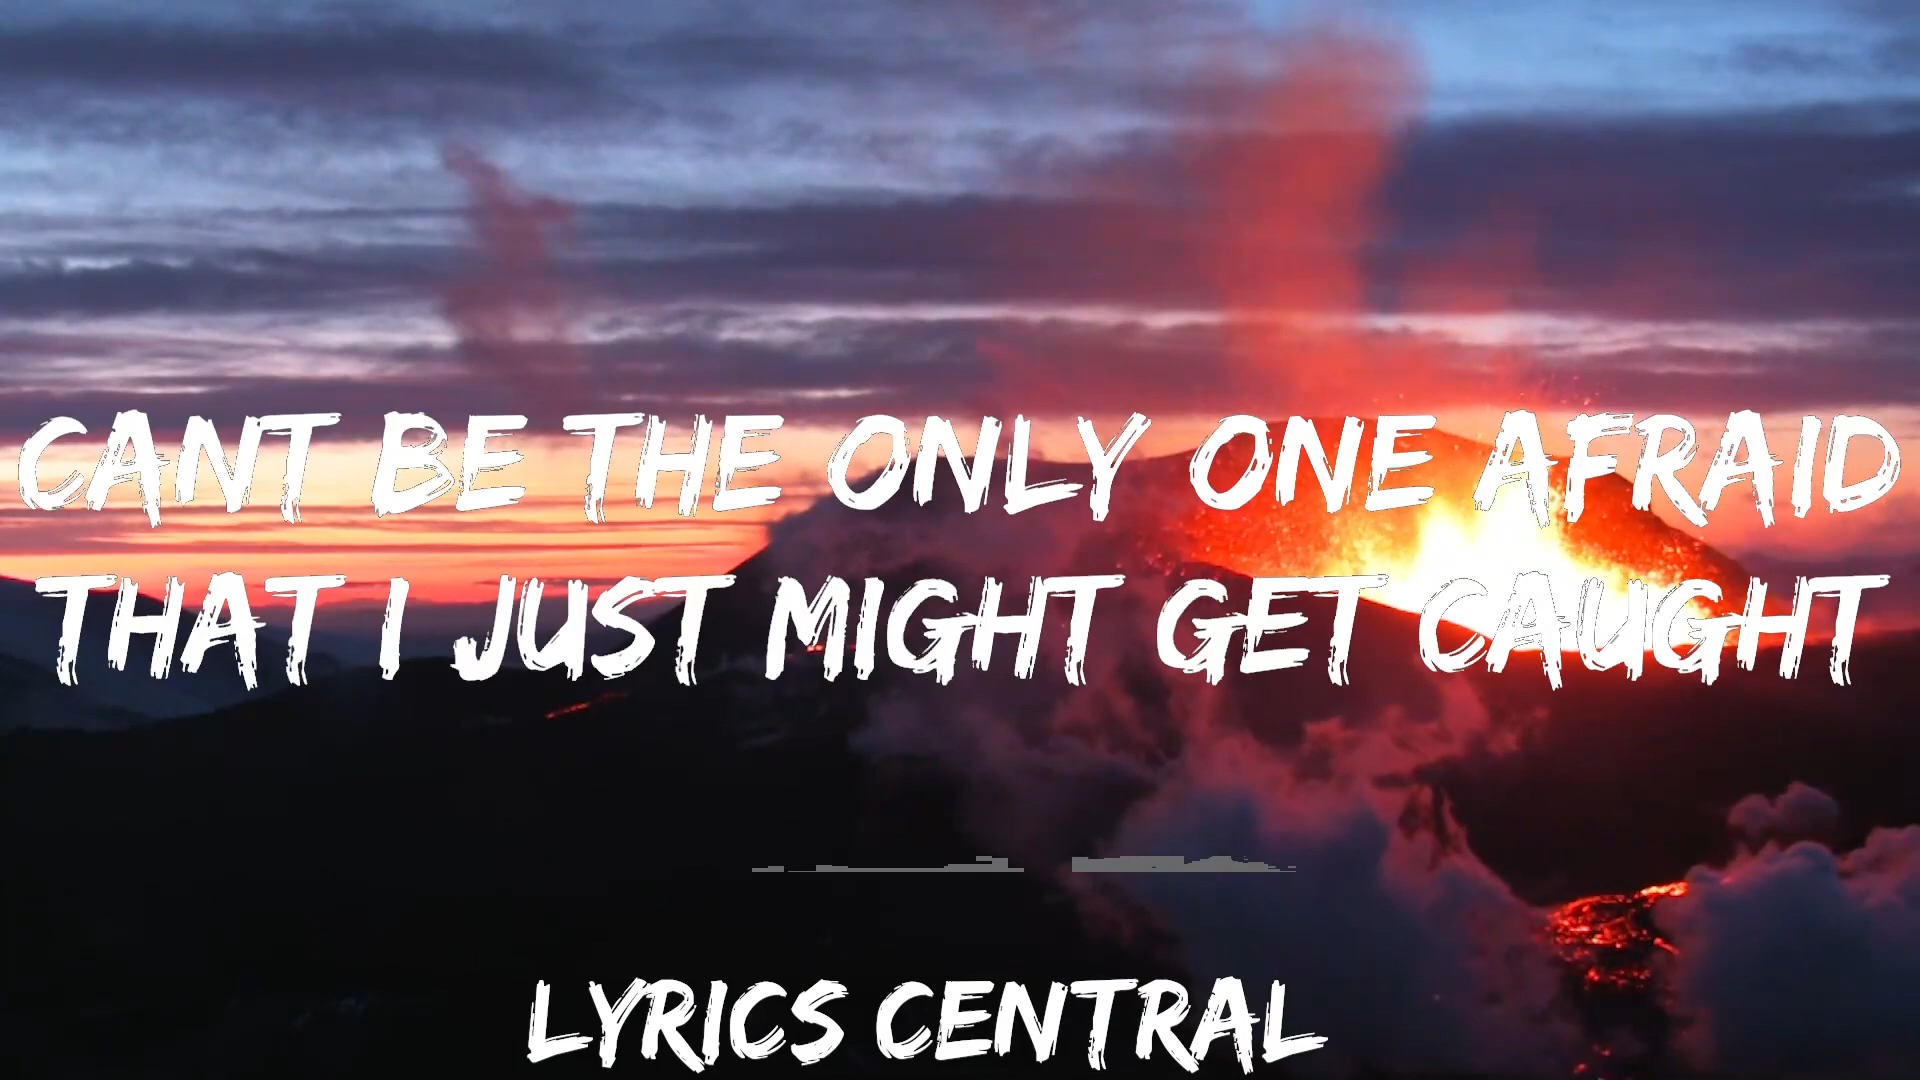 CANT BE THE ONLY ONE AFRAID
THAT I JUST MIGHT GET CAUGHT
LYRICS CENTRAL